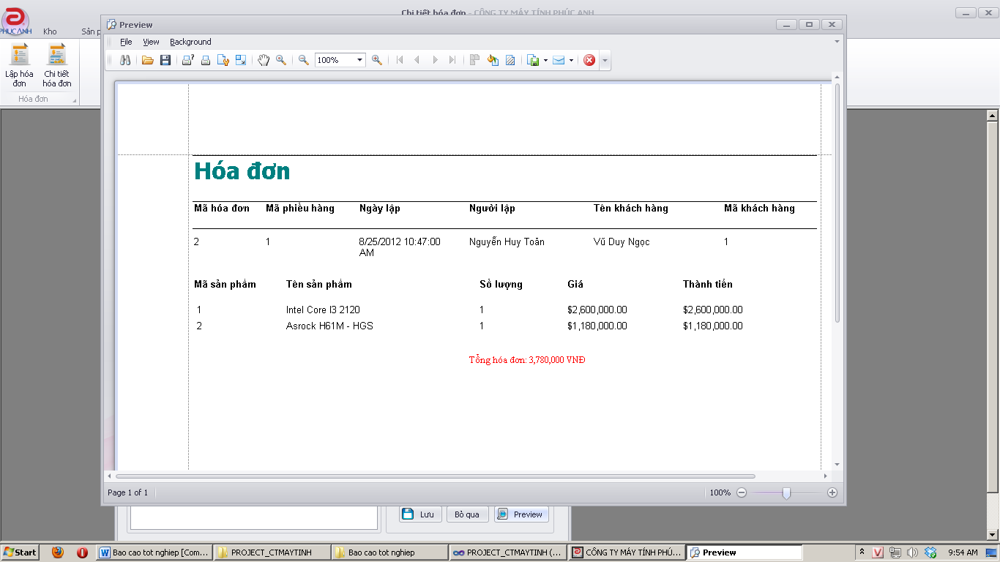 Chi tiết hóa đơn - CÔNG TY MÁY TÍNH PHÚC ANH
PHUCANH Kho Sản p
Preview
File View Background
100%
Lập hóa đơn
Chi tiết hóa đơn
Hóa đơn
Hóa đơn
Mã hóa đơn Mã phiều hàng Ngày lập Người lập Tên khách hàng Mã khách hàng
2 1 8/25/2012 10:47:00 Nguyễn Huy Toản Vũ Duy Ngọc 1
AM
Mã sản phẩm Tên sản phẩm Số lượng Giá Thành tiền
1 Intel Core I3 2120 1 $2,600,000.00 $2,600,000.00
2 Asrock H61M - HGS 1 $1,180,000.00 $1,180,000.00
Tổng hóa đơn: 3,780,000 VNĐ
Page 1 of 1 100%
Lưu Bỏ qua Preview
Start Bao cao tot nghiep [Com... PROJECT_CTMAYTINH Bao cao tot nghiep PROJECT_CTMAYTINH (... CÔNG TY MÁY TÍNH PHÚ... Preview 9:54 AM